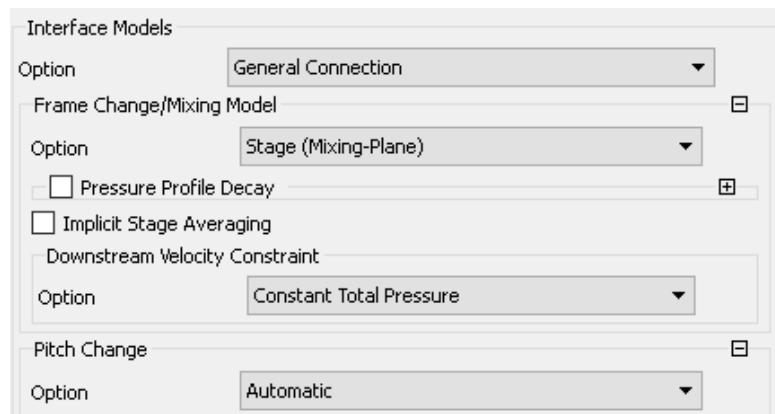 Interface Models
Option General Connection
Frame Change/Mixing Model
Option Stage (Mixing-Plane)
Pressure Profile Decay
Implicit Stage Averaging
Downstream Velocity Constraint
Option Constant Total Pressure
Pitch Change
Option Automatic